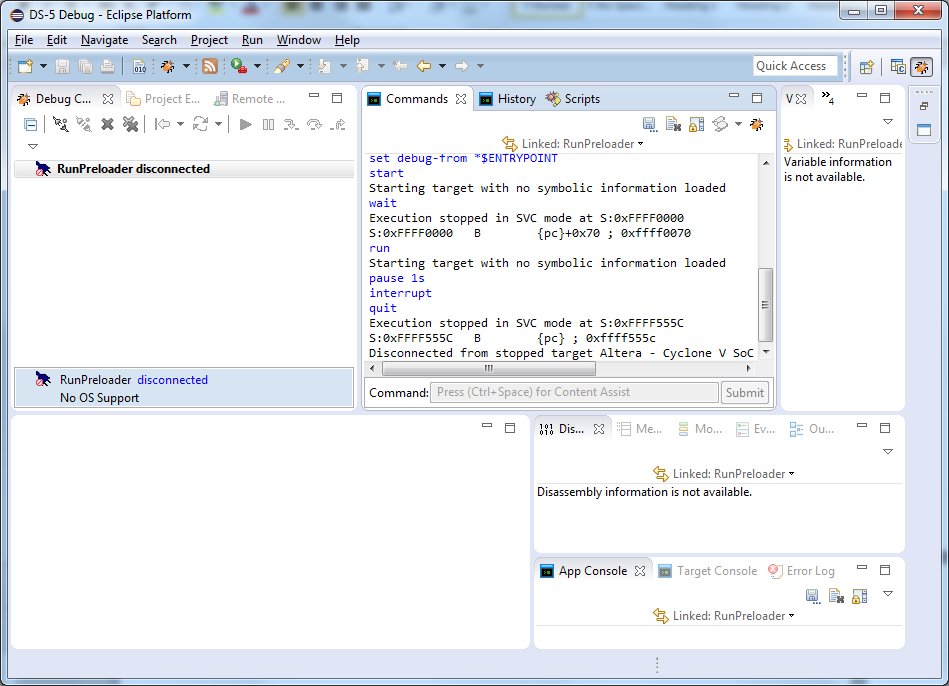 DS-5 Debug - Eclipse Platform
File Edit Navigate Search Project Run Window Help
Quick Access
Debug C... Project E... Remote ...
RunPreloader disconnected
RunPreloader disconnected
No OS Support
Commands History Scripts
Linked: RunPreloader
set debug-from *$ENTRYPOINT
start
Starting target with no symbolic information loaded
wait
Execution stopped in SVC mode at S:0xFFFF0000
S:0xFFFF0000 B {pc}+0x70 ; 0xffff0070
run
Starting target with no symbolic information loaded
pause 1s
interrupt
quit
Execution stopped in SVC mode at S:0xFFFF555C
S:0xFFFF555C B {pc} ; 0xffff555c
Disconnected from stopped target Altera - Cyclone V SoC
Command: Press (Ctrl+Space) for Content Assist Submit
V 4
Linked: RunPreloade
Variable information
is not available.
Dis... Me... Mo... Ev... Ou...
Linked: RunPreloader
Disassembly information is not available.
App Console Target Console Error Log
Linked: RunPreloader